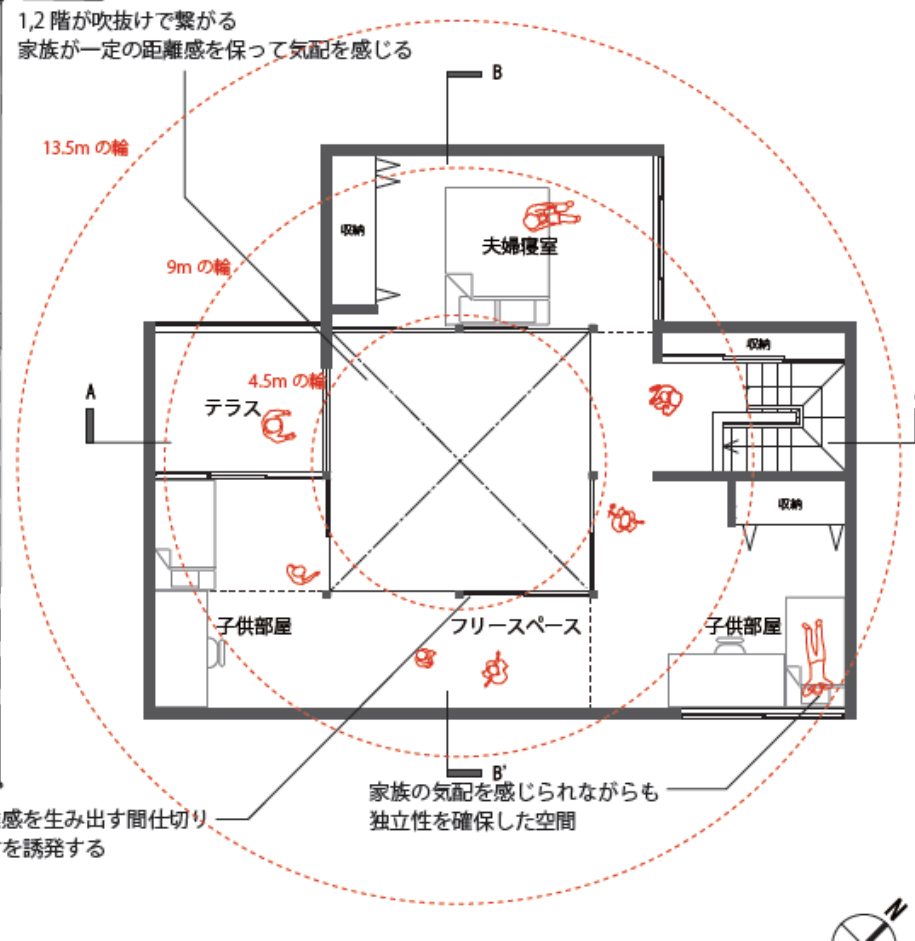 1,2 階が吹抜けで繋がる
家族が一定の距離感を保って気配を感じる
B
13.5m の輪
収納
夫婦寝室
9m の輪
収納
4.5m の輪
A
テラス
収納
子供部屋
フリースペース
子供部屋
B'
家族の気配を感じられながらも
独立性を確保した空間
感を生み出す間仕切り
を誘発する
N